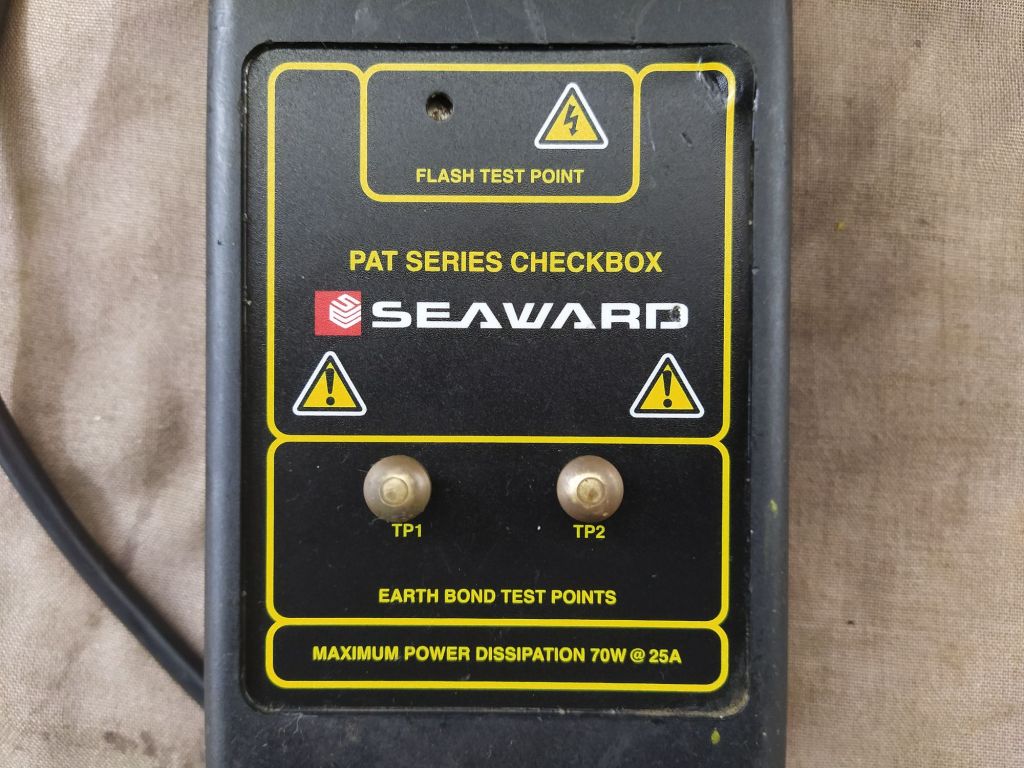 FLASH TEST POINT
PAT SERIES CHECKBOX
SEAWARD
TP1 TP2
EARTH BOND TEST POINTS
MAXIMUM POWER DISSIPATION 70W @ 25A